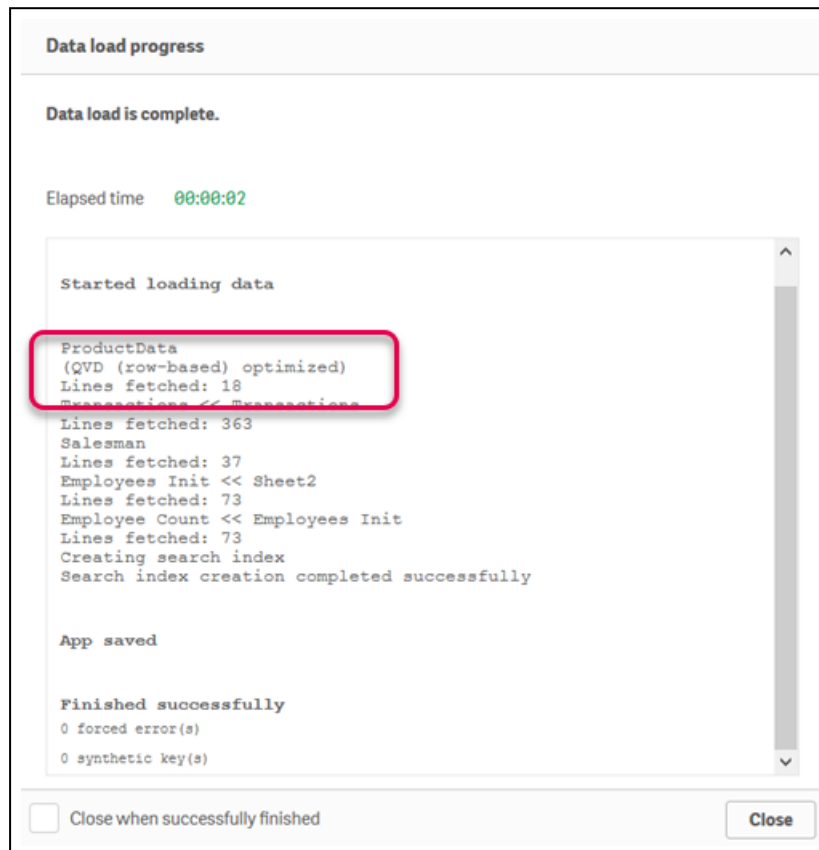 Data load progress
Data load is complete.
Elapsed time 00:00:02
Started loading data
ProductData
(QVD (row-based) optimized)
Lines fetched: 18
Transactions << Transactions
Lines fetched: 363
Salesman
Lines fetched: 37
Employees Init << Sheet2
Lines fetched: 73
Employee Count << Employees Init
Lines fetched: 73
Creating search index
Search index creation completed successfully
App saved
Finished successfully
0 forced error(s)
0 synthetic key(s)
Close when successfully finished
Close